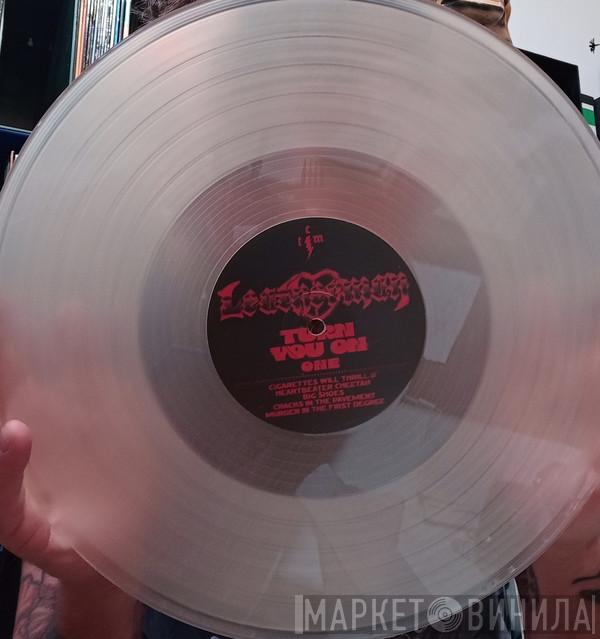 c
t m
Leatherman
TURN
YOU ON
ONE
CIGARETTES WILL THRILL U
HEARTBEATER CHEETAH
BIG SHOES
CRACKS IN THE PAVEMENT
MURDER IN THE FIRST DEGREE
МАРКЕТ ВИНИЛА